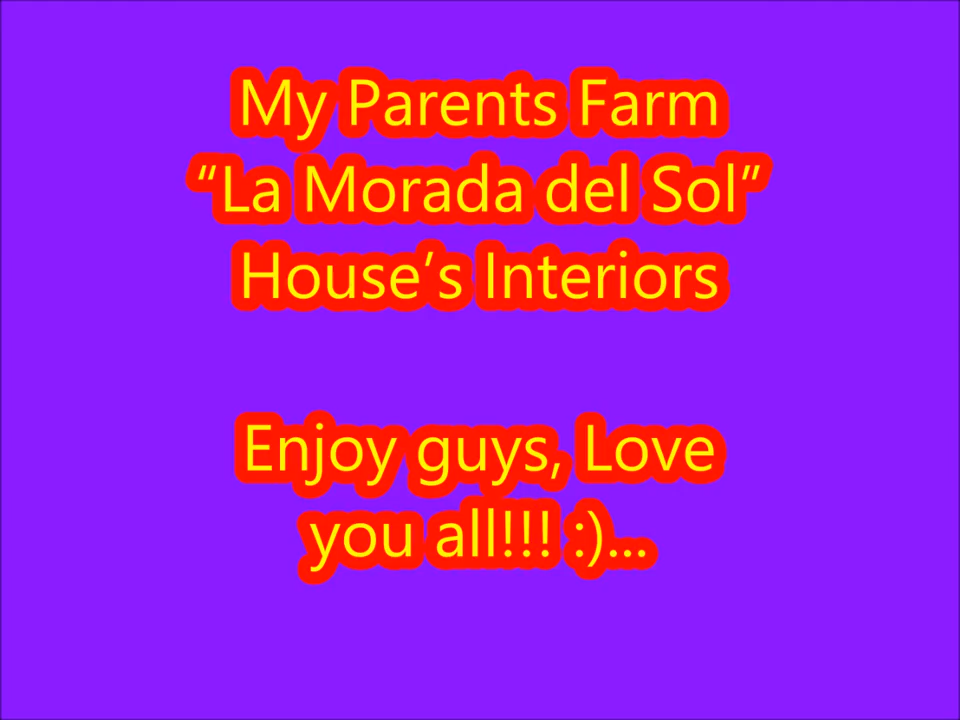 My Parents Farm
“La Morada del Sol”
House’s Interiors
Enjoy guys, Love
you all!!! :)...